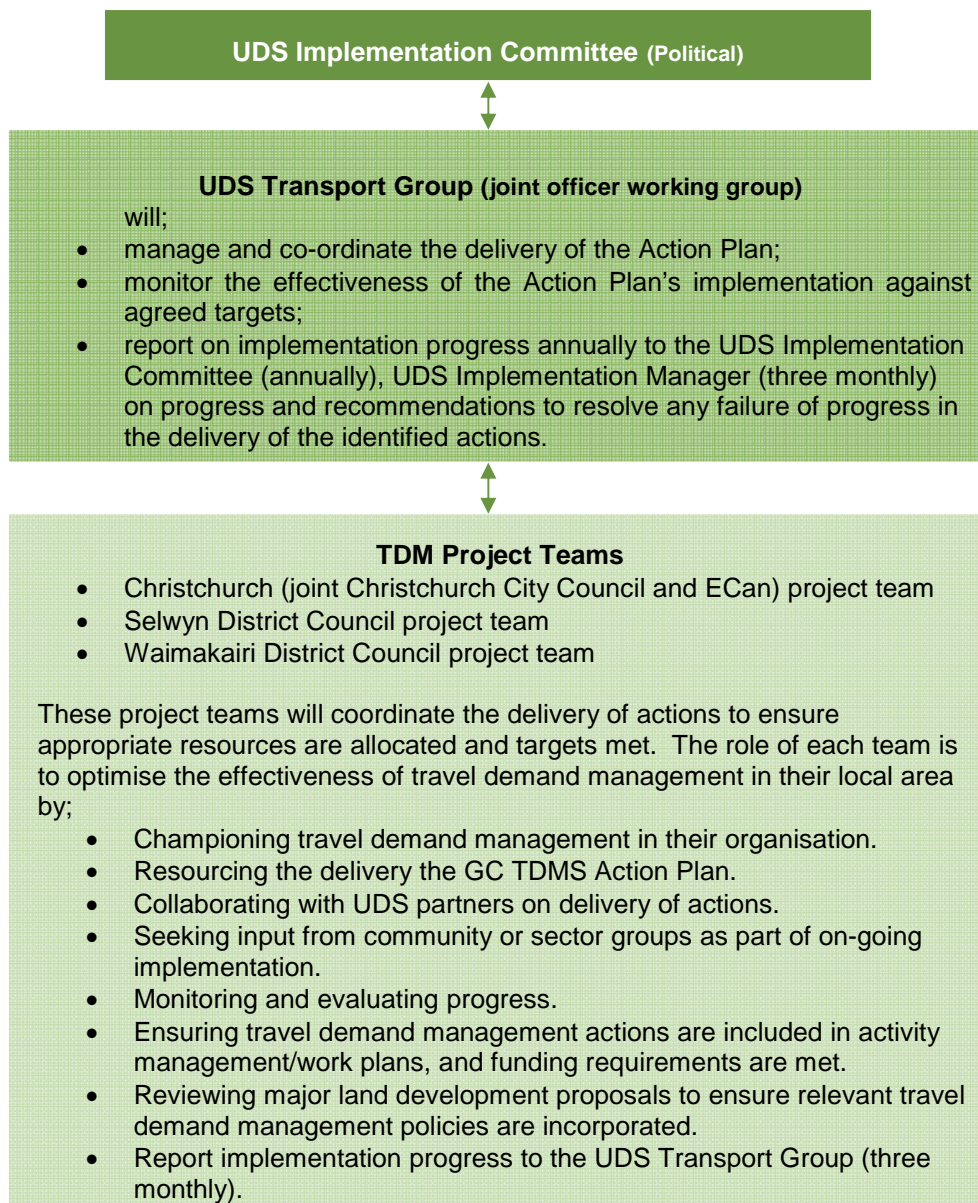 UDS Implementation Committee (Political)
UDS Transport Group (joint officer working group)
will;
• manage and co-ordinate the delivery of the Action Plan;
• monitor the effectiveness of the Action Plan's implementation against
agreed targets;
• report on implementation progress annually to the UDS Implementation
Committee (annually), UDS Implementation Manager (three monthly)
on progress and recommendations to resolve any failure of progress in
the delivery of the identified actions.
TDM Project Teams
• Christchurch (joint Christchurch City Council and ECan) project team
• Selwyn District Council project team
• Waimakairi District Council project team
These project teams will coordinate the delivery of actions to ensure
appropriate resources are allocated and targets met. The role of each team is
to optimise the effectiveness of travel demand management in their local area
by;
• Championing travel demand management in their organisation.
• Resourcing the delivery the GC TDMS Action Plan.
• Collaborating with UDS partners on delivery of actions.
• Seeking input from community or sector groups as part of on-going
implementation.
• Monitoring and evaluating progress.
• Ensuring travel demand management actions are included in activity
management/work plans, and funding requirements are met.
• Reviewing major land development proposals to ensure relevant travel
demand management policies are incorporated.
• Report implementation progress to the UDS Transport Group (three
monthly).